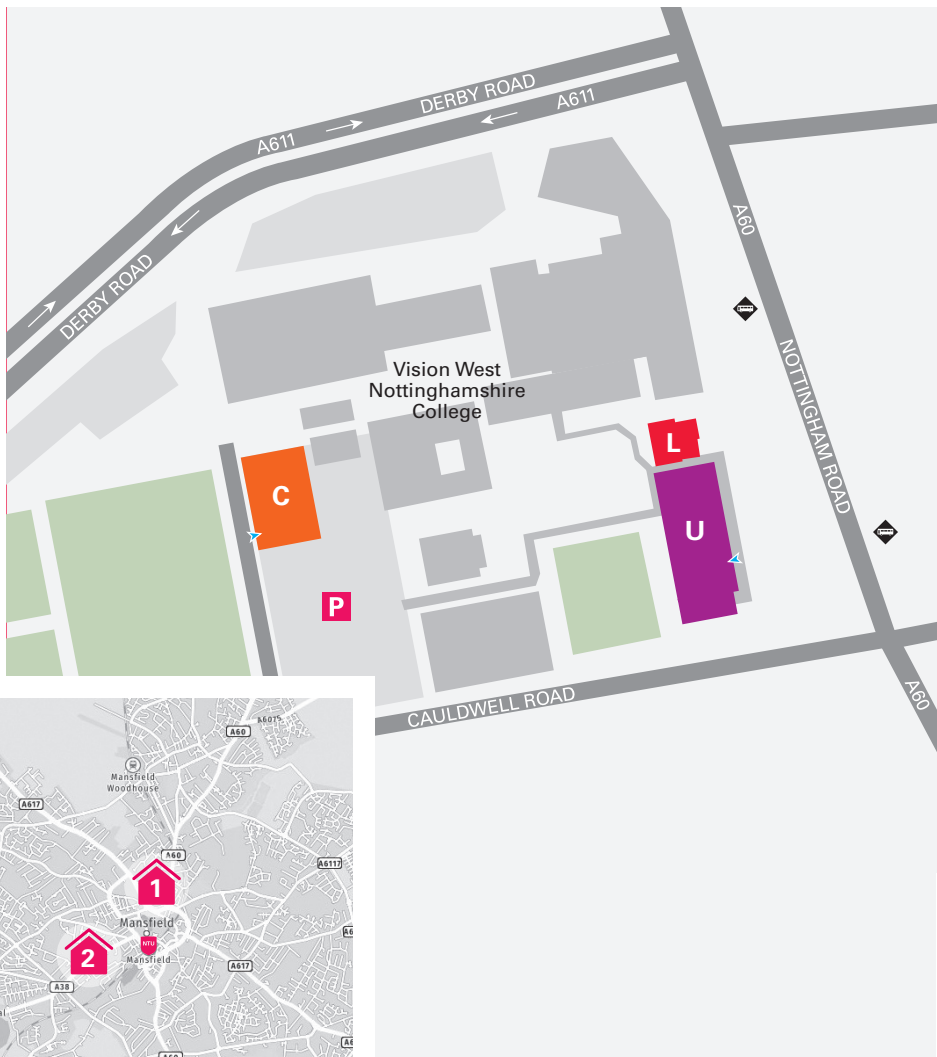 DERBY ROAD
A611
A611
DERBY ROAD
A60
NOTTINGHAM ROAD
Vision West
Nottinghamshire
College
L
C
U
P
CAULDWELL ROAD
A60
A6075
A60
Mansfield
Woodhouse
A617
A60
A6117
1
Mansfield
NTU
Mansfield
2
A617
A38
A60